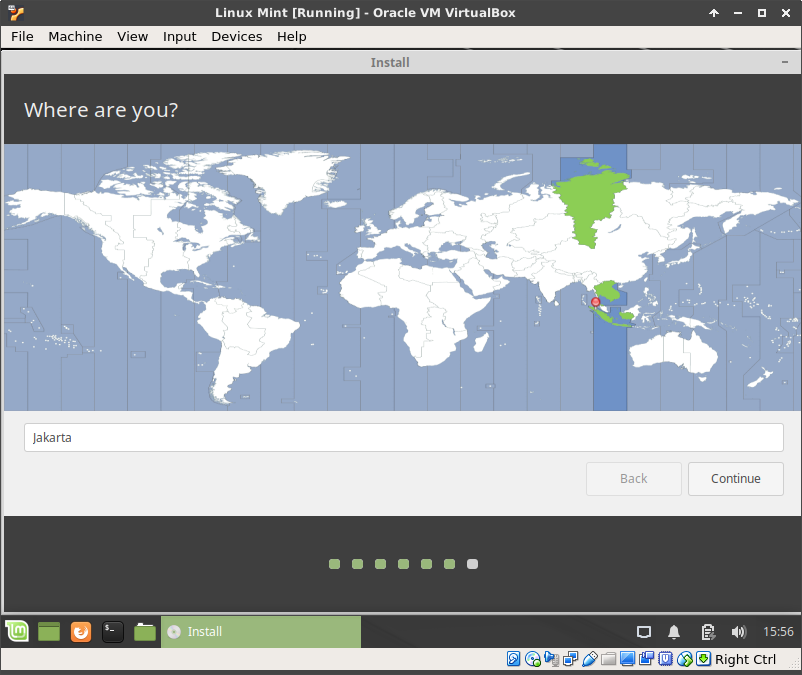 Linux Mint [Running] - Oracle VM VirtualBox
File Machine View Input Devices Help
Install
Where are you?
Jakarta
Back Continue
$_ Install 15:56
Right Ctrl